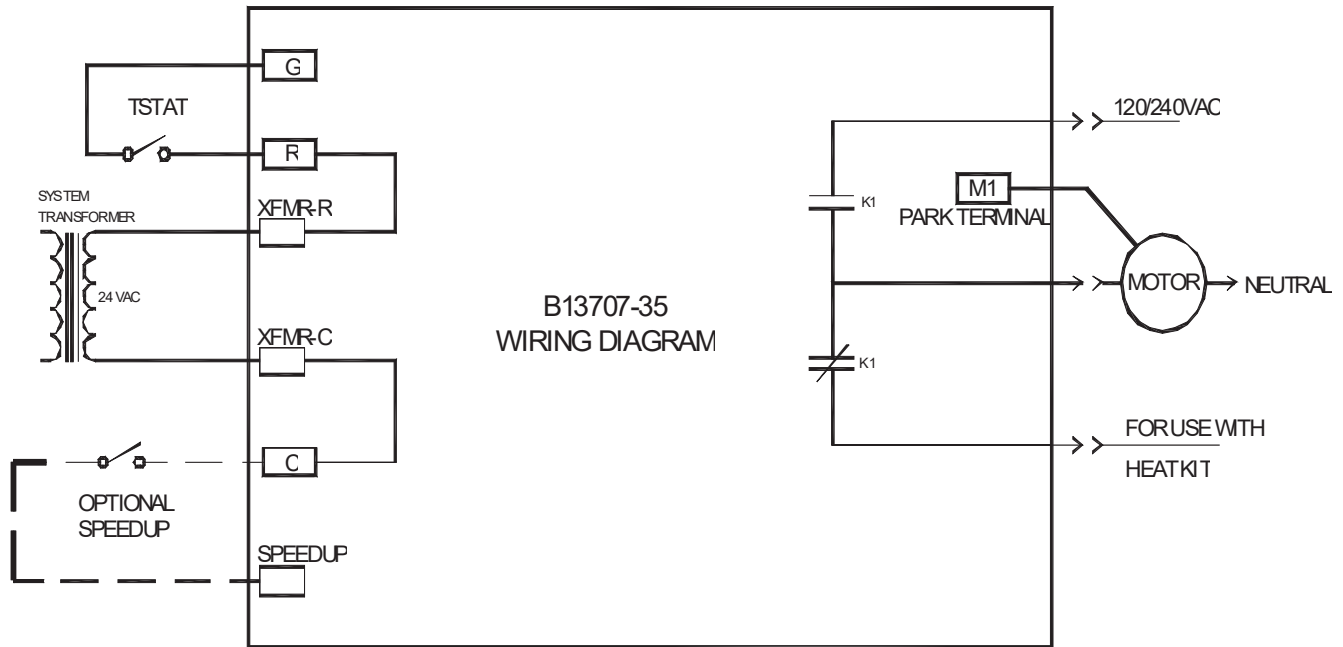 G
TSTAT
R
SYSTEM
TRANSFORMER
XFMR-R
24 VAC
XFMR-C
C
OPTIONAL
SPEEDUP
SPEEDUP
B13707-35
WIRING DIAGRAM
120/240VAC
K1
M1
PARK TERMINAL
MOTOR
NEUTRAL
K1
FOR USE WITH
HEAT KIT